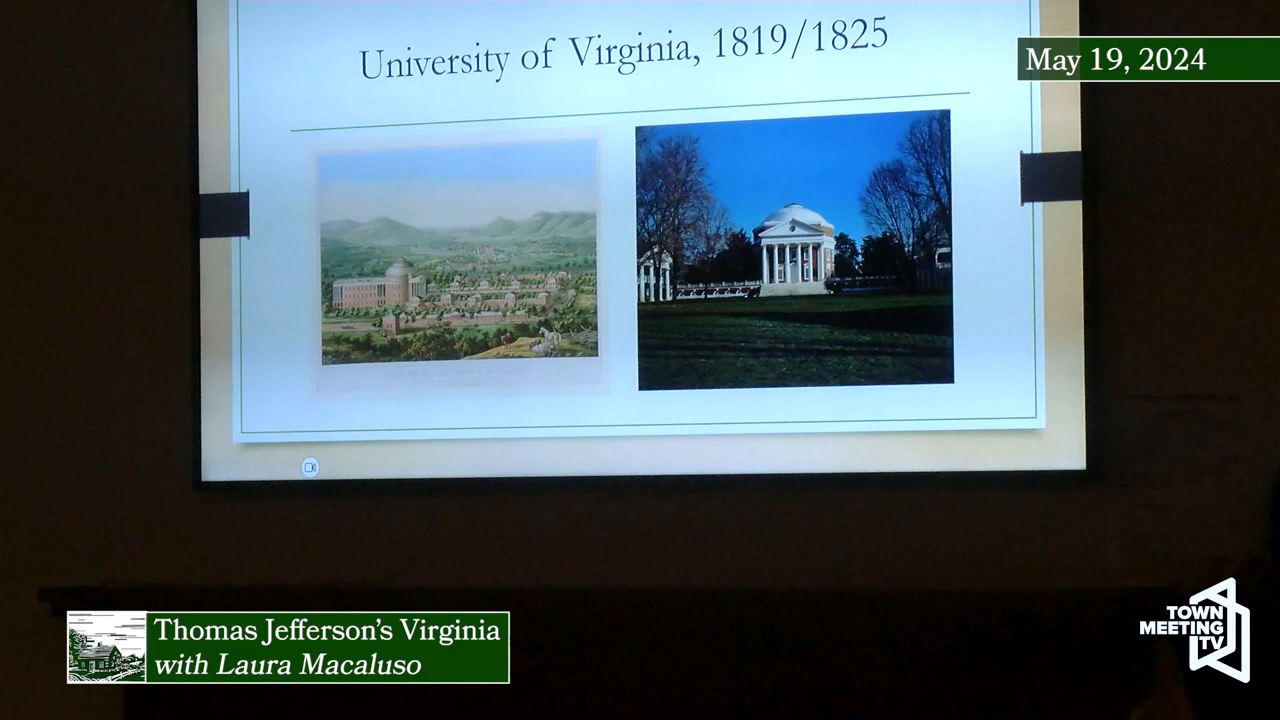 University of Virginia, 1819/1825
May 19, 2024
Thomas Jefferson's Virginia
with Laura Macaluso
TOWN
MEETING
TV